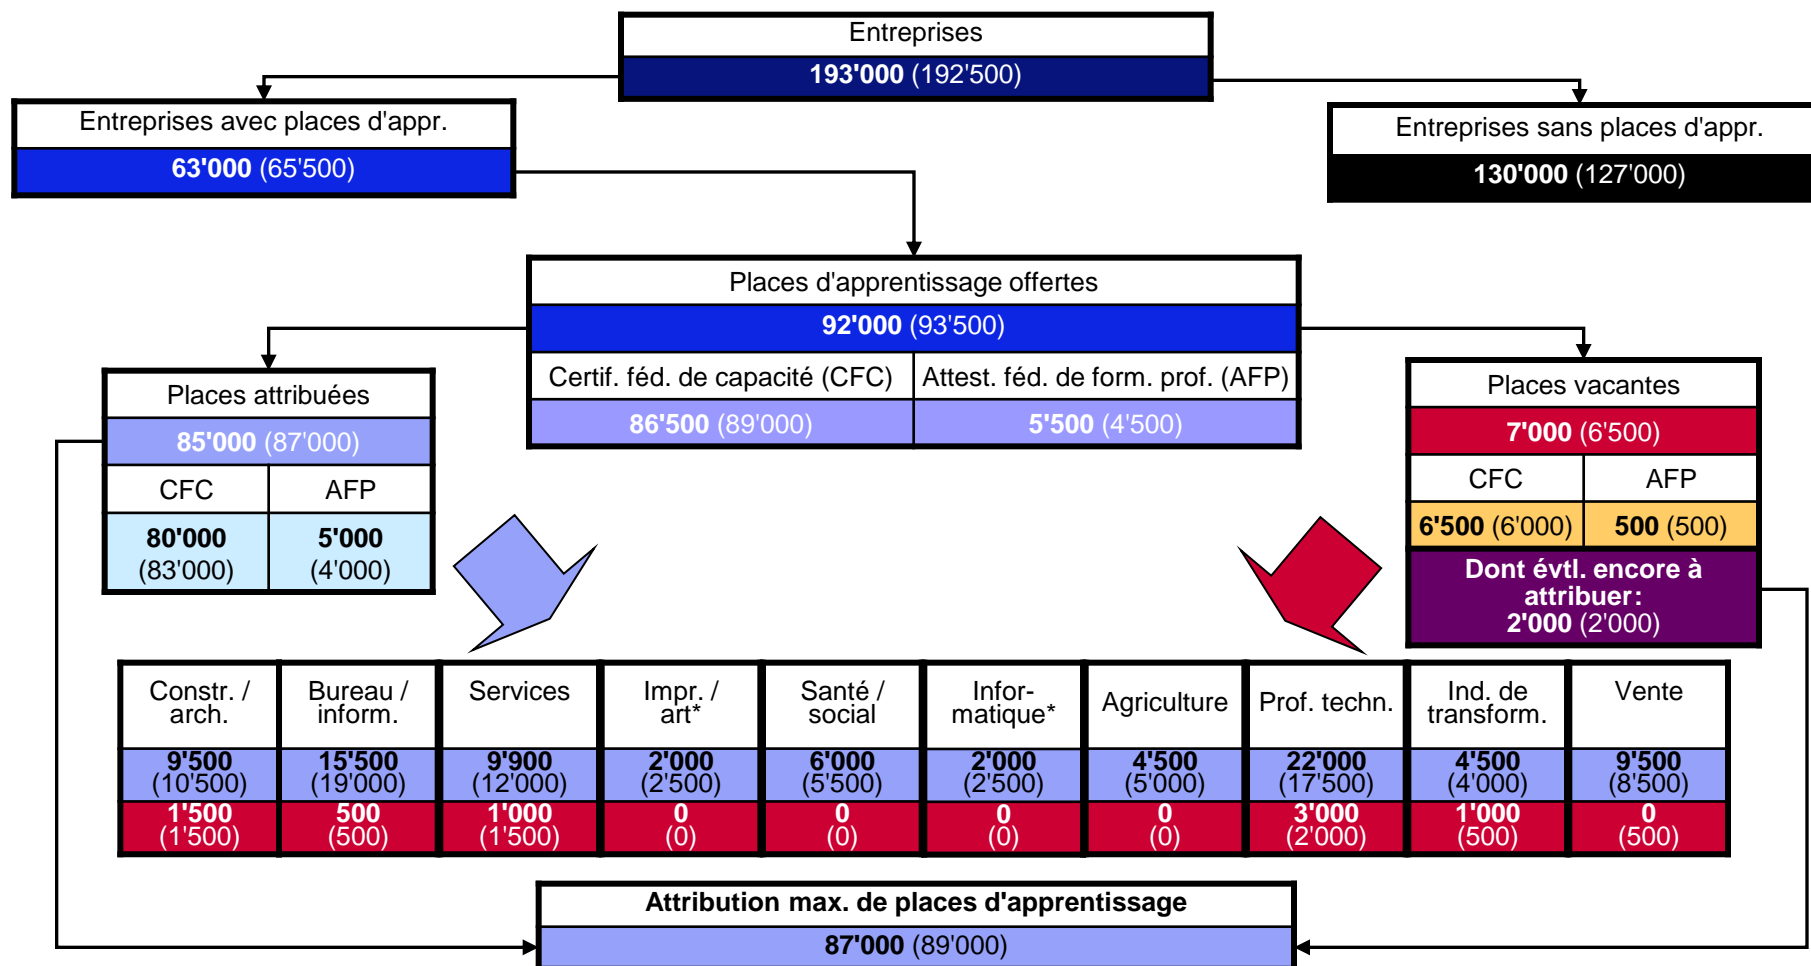 Entreprises
193'000 (192'500)
Entreprises avec places d'appr.
63'000 (65'500)
Entreprises sans places d'appr.
130'000 (127'000)
Places d'apprentissage offertes
92'000 (93'500)
Certif. féd. de capacité (CFC)
Attest. féd. de form. prof. (AFP)
86'500 (89'000)
5'500 (4'500)
Places attribuées
85'000 (87'000)
CFC
AFP
80'000
(83'000)
5'000
(4'000)
Places vacantes
7'000 (6'500)
CFC
AFP
6'500 (6'000)
500 (500)
Dont évtl. encore à
attribuer:
2'000 (2'000)
Constr. /
arch.
Bureau /
inform.
Services
Impr. /
art*
Santé /
social
Infor-
matique*
Agriculture
Prof. techn.
Ind. de
transform.
Vente
9'500
(10'500)
15'500
(19'000)
9'900
(12'000)
2'000
(2'500)
6'000
(5'500)
2'000
(2'500)
4'500
(5'000)
22'000
(17'500)
4'500
(4'000)
9'500
(8'500)
1'500
(1'500)
500
(500)
1'000
(1'500)
0
(0)
0
(0)
0
(0)
0
(0)
3'000
(2'000)
1'000
(500)
0
(500)
Attribution max. de places d'apprentissage
87'000 (89'000)